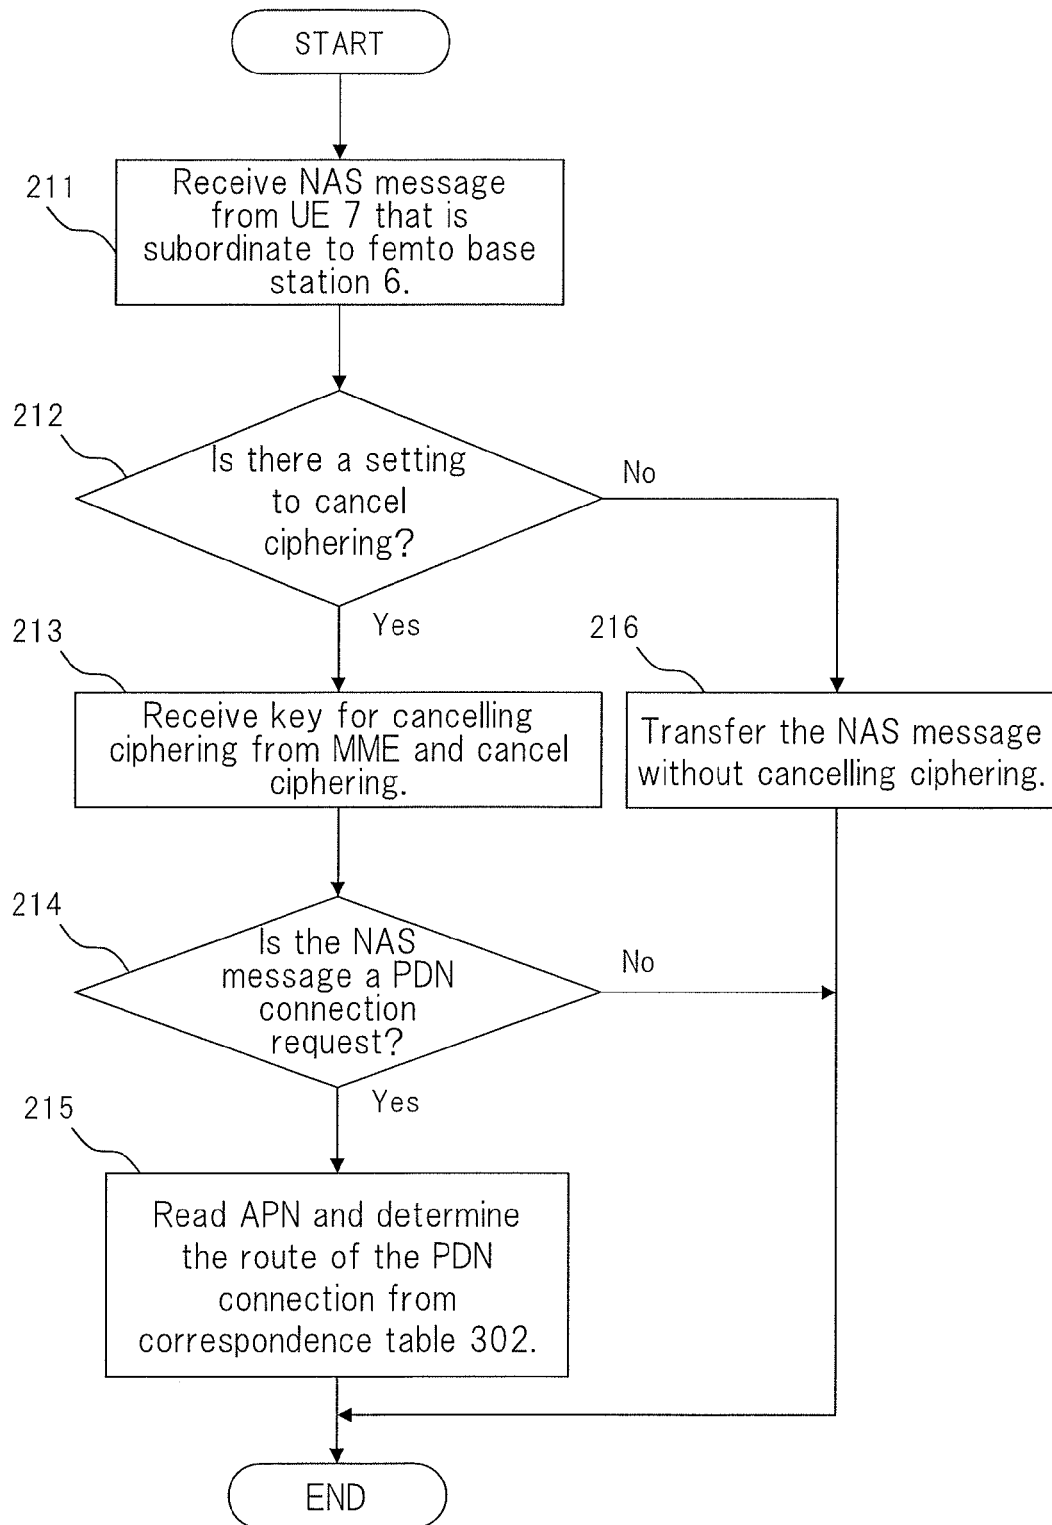 START
211
Receive NAS message
from UE 7 that is
subordinate to femto base
station 6.
212
Is there a setting
to cancel
ciphering?
No
Yes
213
Receive key for cancelling
ciphering from MME and cancel
ciphering.
216
Transfer the NAS message
without cancelling ciphering.
214
Is the NAS
message a PDN
connection
request?
No
Yes
215
Read APN and determine
the route of the PDN
connection from
correspondence table 302.
END